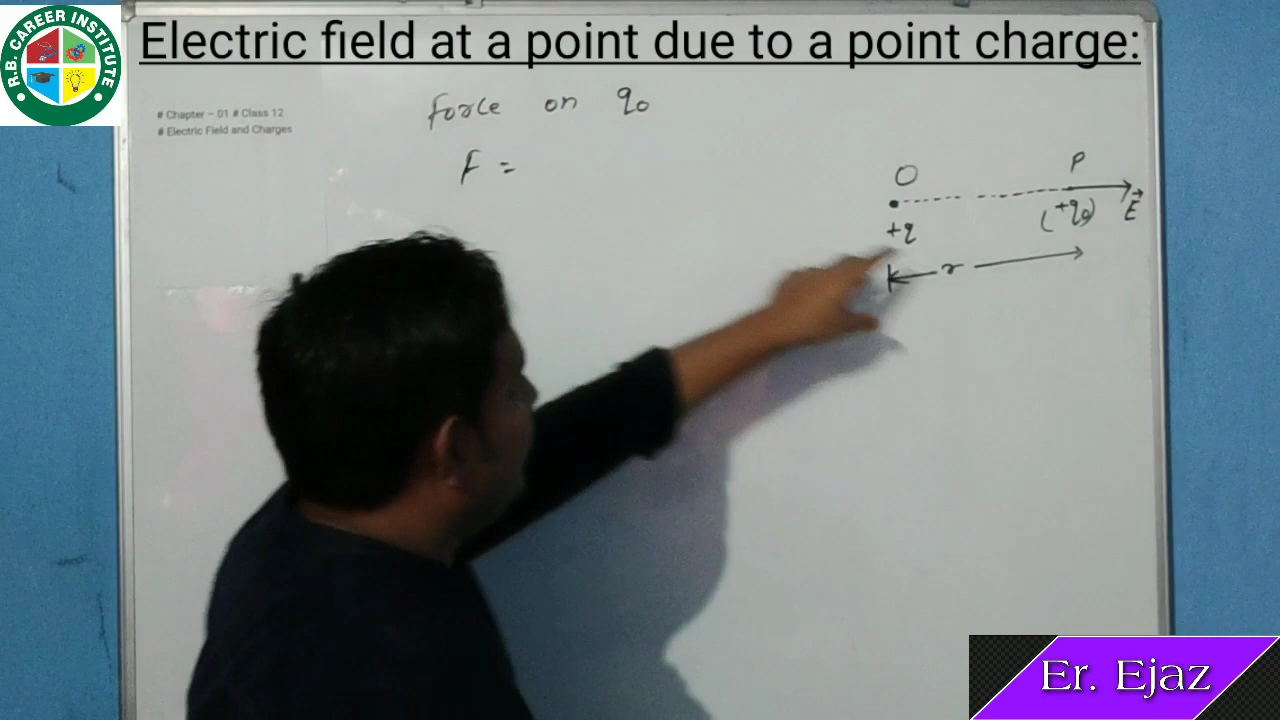 R.B. CAREER INSTITUTE
Electric field at a point due to a point charge:
# Chapter – 01 # Class 12
# Electric Field and Charges
force on q₀
F =
O
P
+q
(+q₀)
E⃗
r
Er. Ejaz